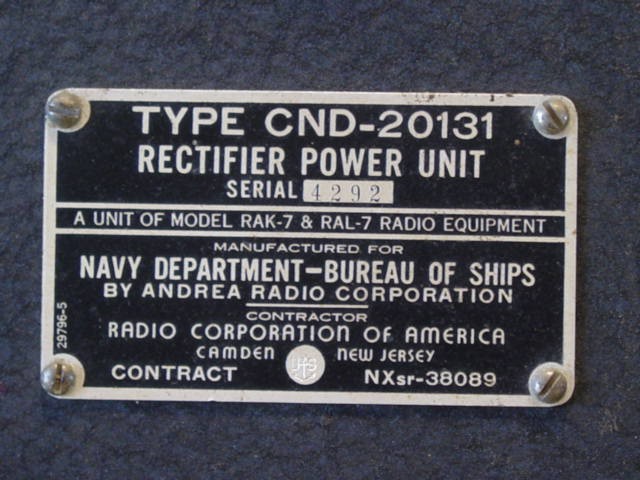 TYPE CND-20131
RECTIFIER POWER UNIT
SERIAL 4292
A UNIT OF MODEL RAK-7 & RAL-7 RADIO EQUIPMENT
MANUFACTURED FOR
NAVY DEPARTMENT-BUREAU OF SHIPS
BY ANDREA RADIO CORPORATION
CONTRACTOR
RADIO CORPORATION OF AMERICA
CAMDEN NEW JERSEY
CONTRACT NXsr-38089
29796-5